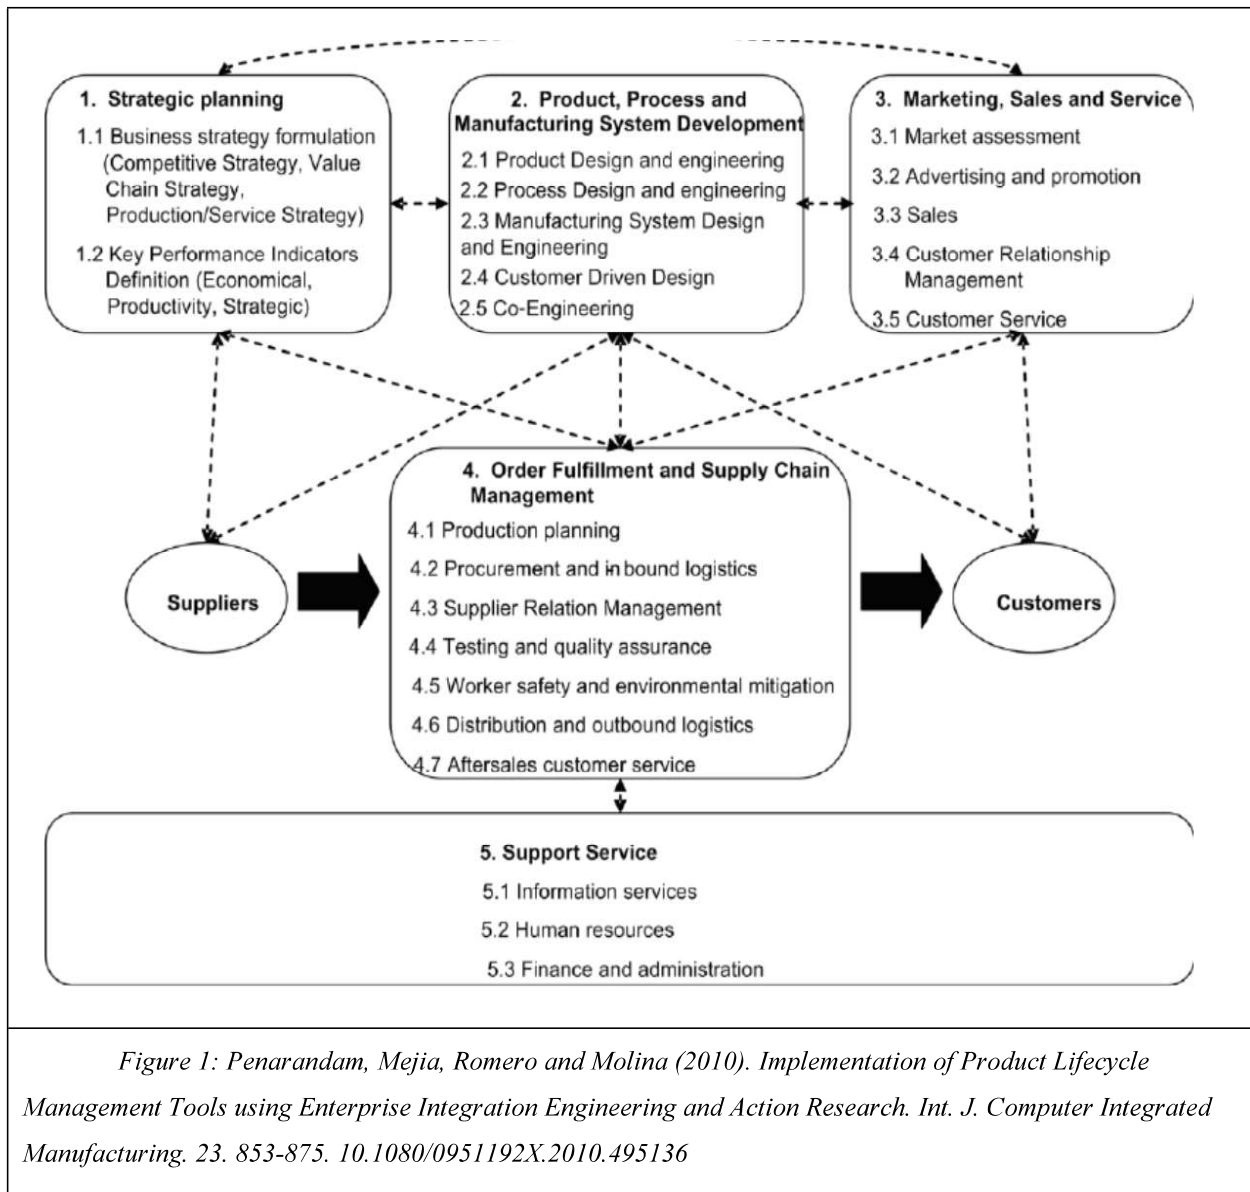 1. Strategic planning
1.1 Business strategy formulation
(Competitive Strategy, Value
Chain Strategy,
Production/Service Strategy)
1.2 Key Performance Indicators
Definition (Economical,
Productivity, Strategic)
2. Product, Process and
Manufacturing System Development
2.1 Product Design and engineering
2.2 Process Design and engineering
2.3 Manufacturing System Design
and Engineering
2.4 Customer Driven Design
2.5 Co-Engineering
3. Marketing, Sales and Service
3.1 Market assessment
3.2 Advertising and promotion
3.3 Sales
3.4 Customer Relationship
Management
3.5 Customer Service
Suppliers
4. Order Fulfillment and Supply Chain
Management
4.1 Production planning
4.2 Procurement and in bound logistics
4.3 Supplier Relation Management
4.4 Testing and quality assurance
4.5 Worker safety and environmental mitigation
4.6 Distribution and outbound logistics
4.7 Aftersales customer service
Customers
5. Support Service
5.1 Information services
5.2 Human resources
5.3 Finance and administration
Figure 1: Penarandam, Mejia, Romero and Molina (2010). Implementation of Product Lifecycle
Management Tools using Enterprise Integration Engineering and Action Research. Int. J. Computer Integrated
Manufacturing. 23. 853-875. 10.1080/0951192X.2010.495136